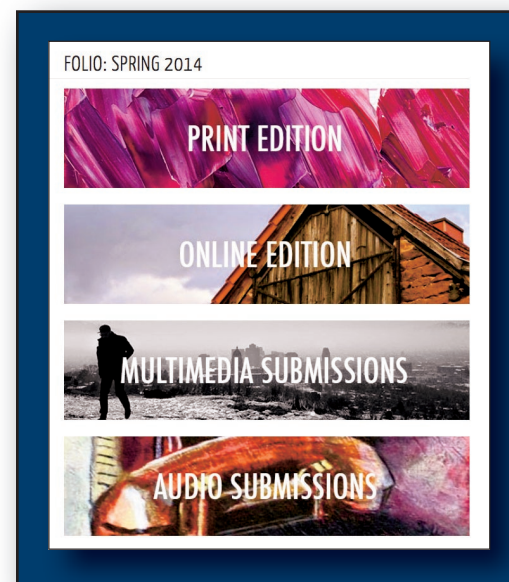 FOLIO: SPRING 2014
PRINT EDITION
ONLINE EDITION
MULTIMEDIA SUBMISSIONS
AUDIO SUBMISSIONS